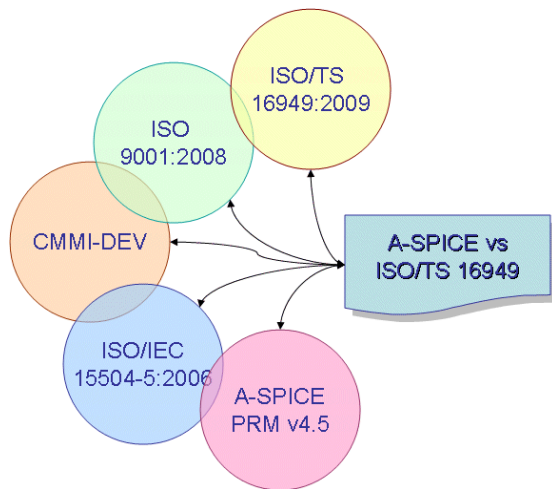 ISO/TS
16949:2009
ISO
9001:2008
CMMI-DEV
ISO/IEC
15504-5:2006
A-SPICE
PRM v4.5
A-SPICE vs
ISO/TS 16949